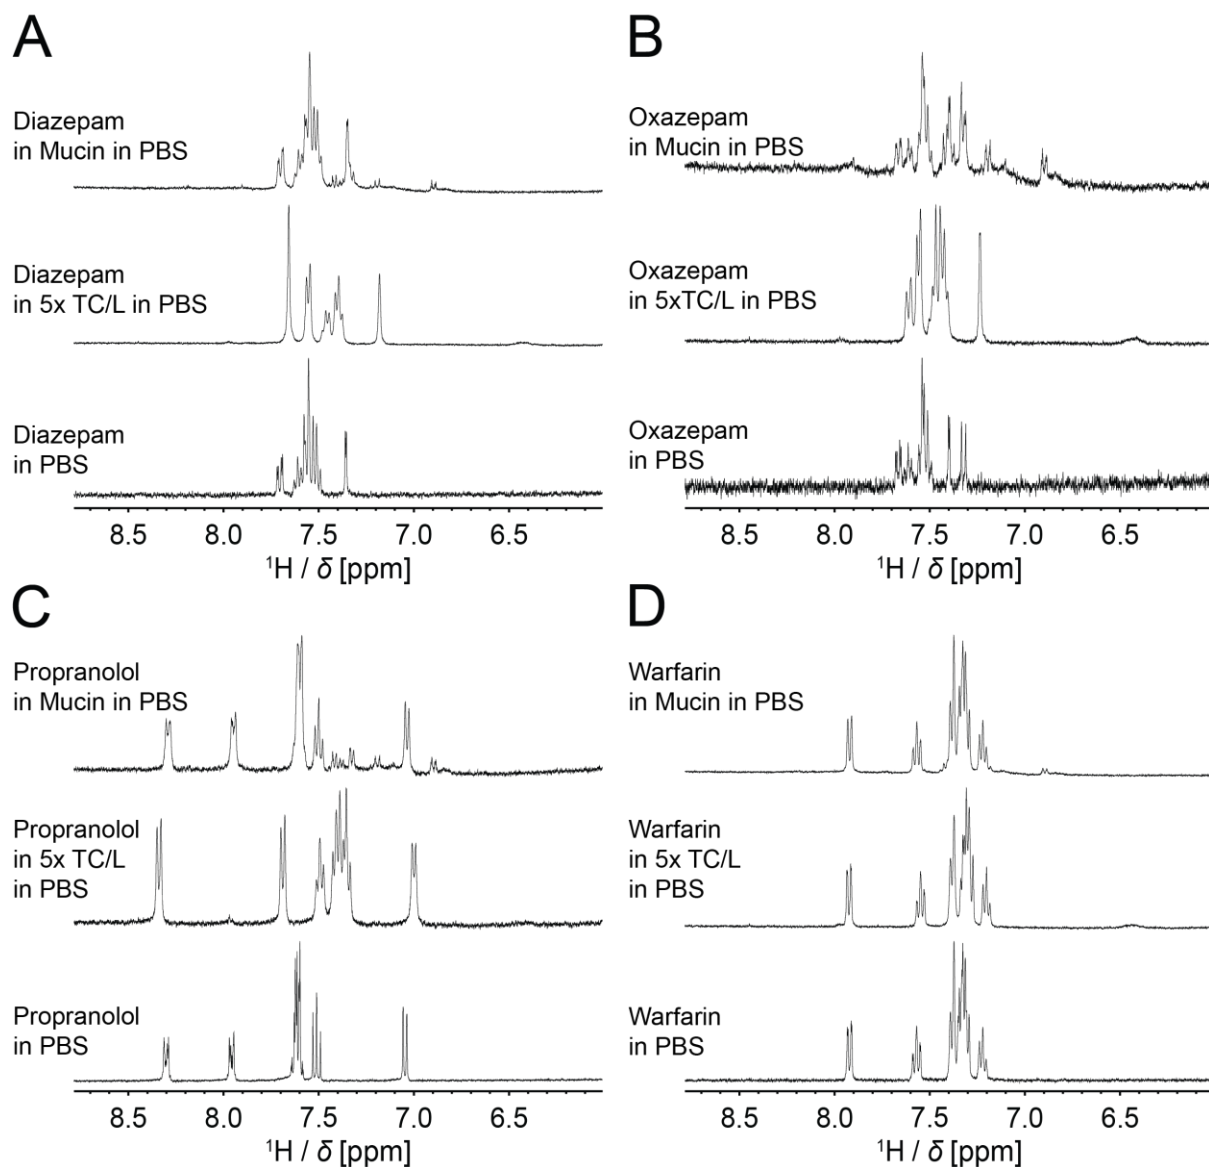 A
Diazepam
in Mucin in PBS
Diazepam
in 5x TC/L in PBS
Diazepam
in PBS
8.5 8.0 7.5 7.0 6.5
¹H / δ [ppm]
B
Oxazepam
in Mucin in PBS
Oxazepam
in 5xTC/L in PBS
Oxazepam
in PBS
8.5 8.0 7.5 7.0 6.5
¹H / δ [ppm]
C
Propranolol
in Mucin in PBS
Propranolol
in 5x TC/L
in PBS
Propranolol
in PBS
8.5 8.0 7.5 7.0 6.5
¹H / δ [ppm]
D
Warfarin
in Mucin in PBS
Warfarin
in 5x TC/L
in PBS
Warfarin
in PBS
8.5 8.0 7.5 7.0 6.5
¹H / δ [ppm]